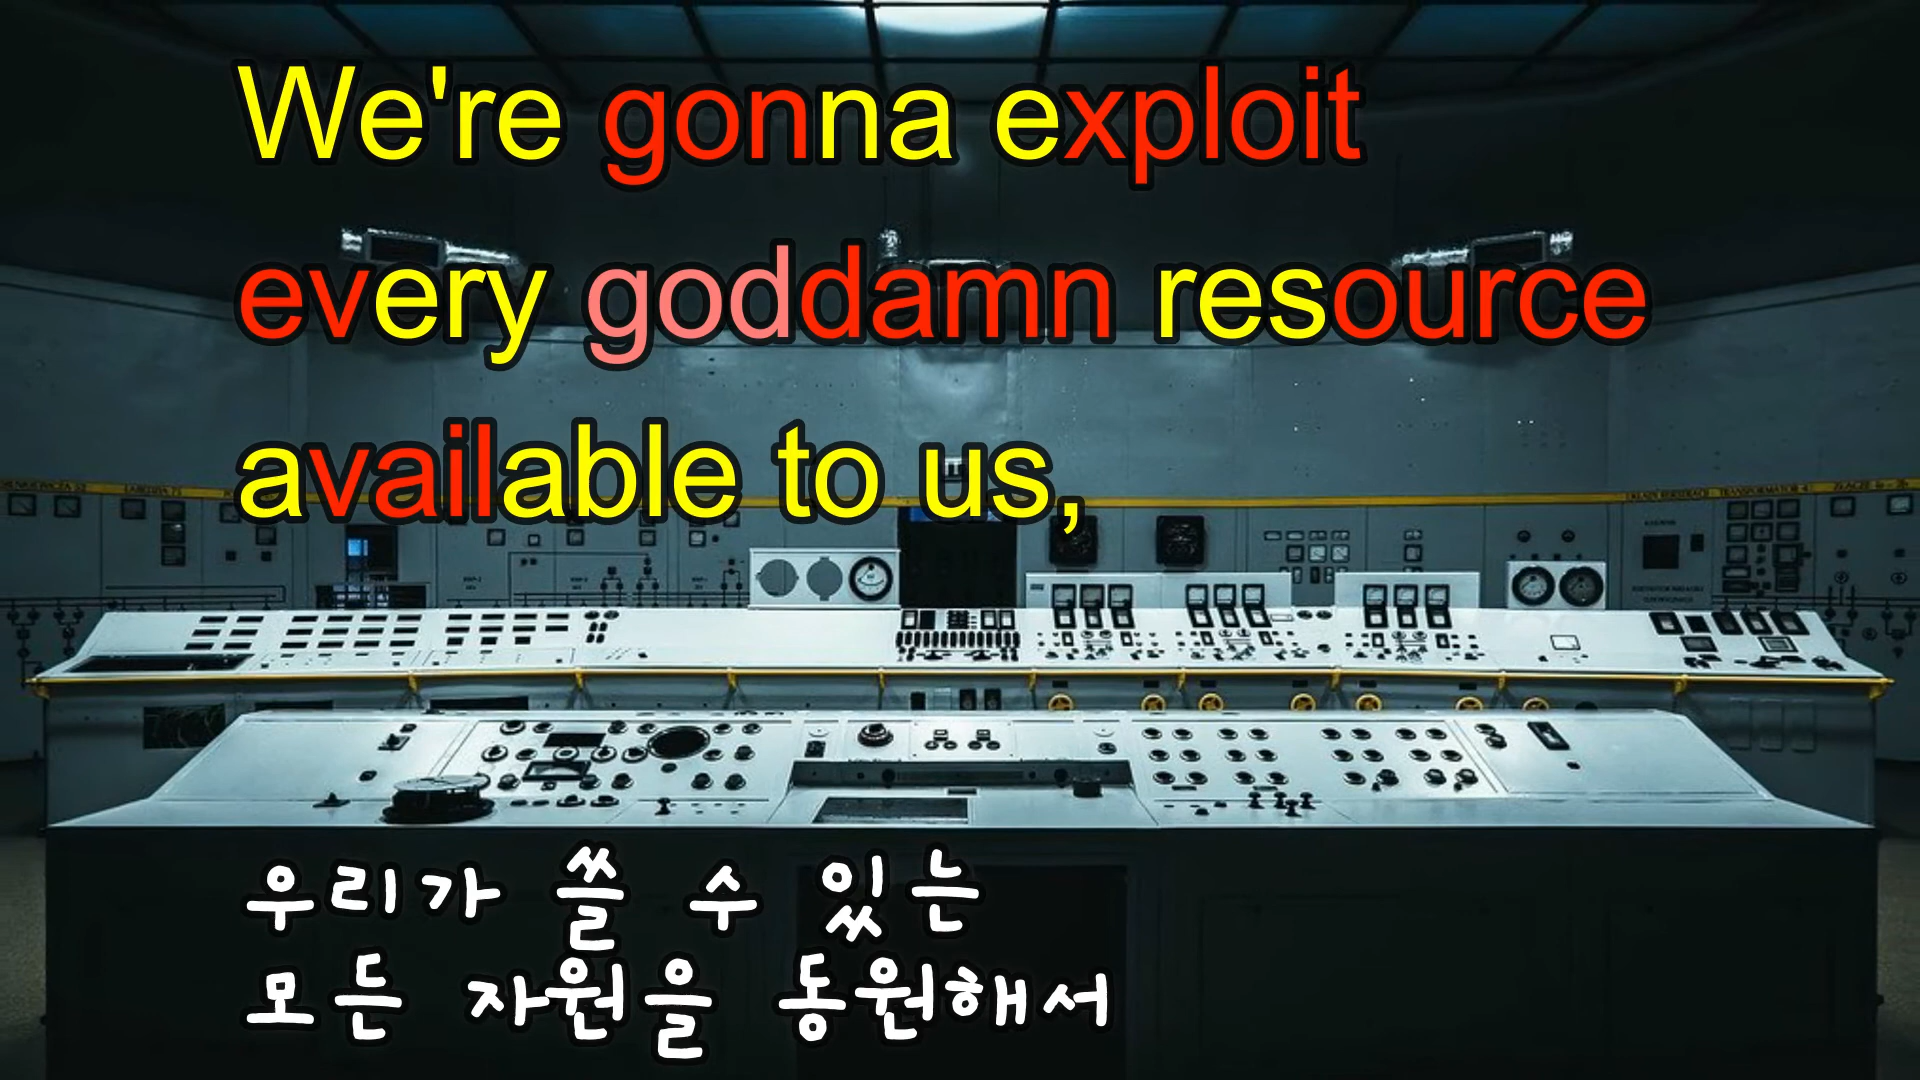 We're gonna exploit
every goddamn resource
available to us,
우리가 쓸 수 있는
모든 자원을 동원해서